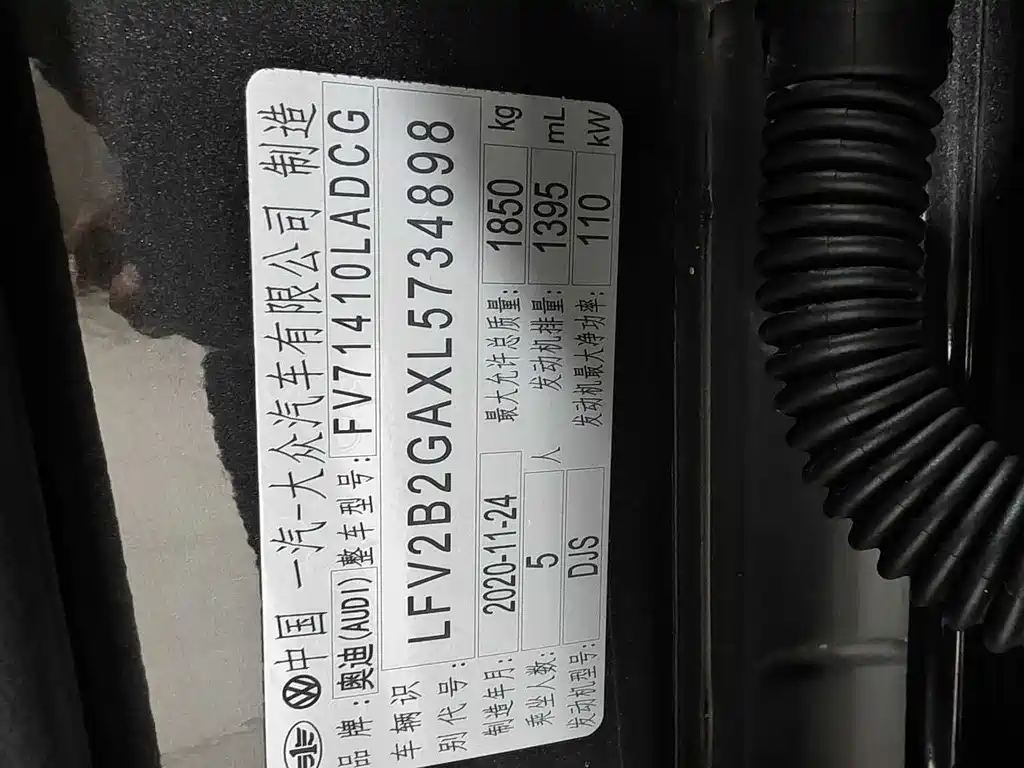 中国 一汽-大众汽车有限公司 制造
品牌: 奥迪(AUDI) 整车型号: FV71410LADCG
车辆识别代号: LFV2B2GAXL5734898
制造年月: 2020-11-24 最大允许总质量: 1850 kg
乘坐人数: 5 人 发动机排量: 1395 mL
发动机型号: DJS 发动机最大净功率: 110 kW